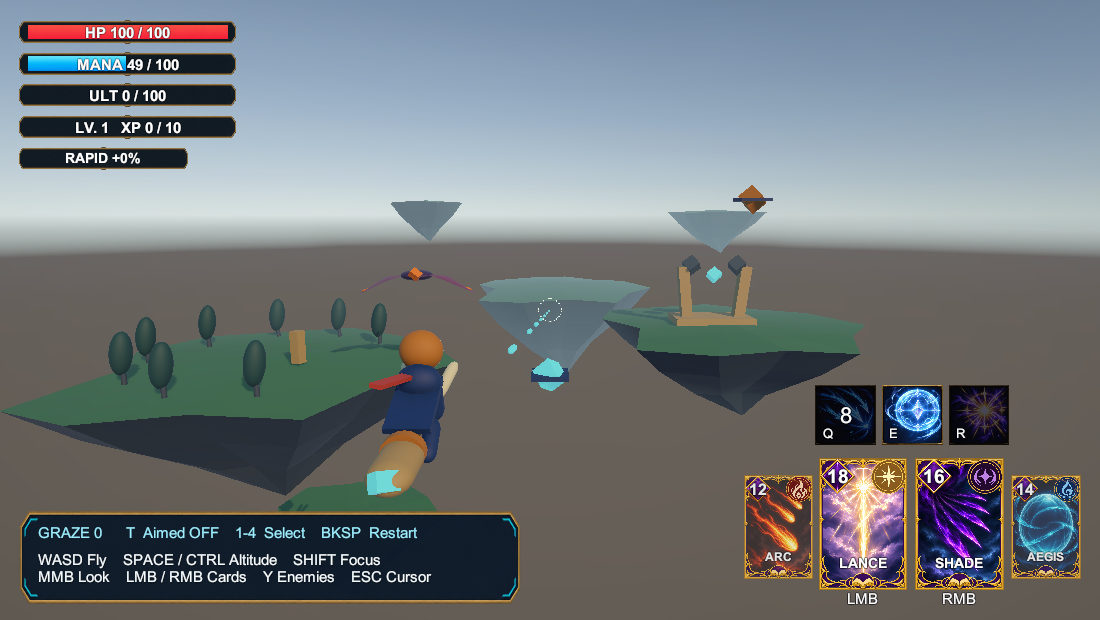 HP 100 / 100
MANA 49 / 100
ULT 0 / 100
LV. 1 XP 0 / 10
RAPID +0%
8
Q E R
12 18 16 14
ARC LANCE SHADE AEGIS
LMB RMB
GRAZE 0 T Aimed OFF 1-4 Select BKSP Restart
WASD Fly SPACE / CTRL Altitude SHIFT Focus
MMB Look LMB / RMB Cards Y Enemies ESC Cursor